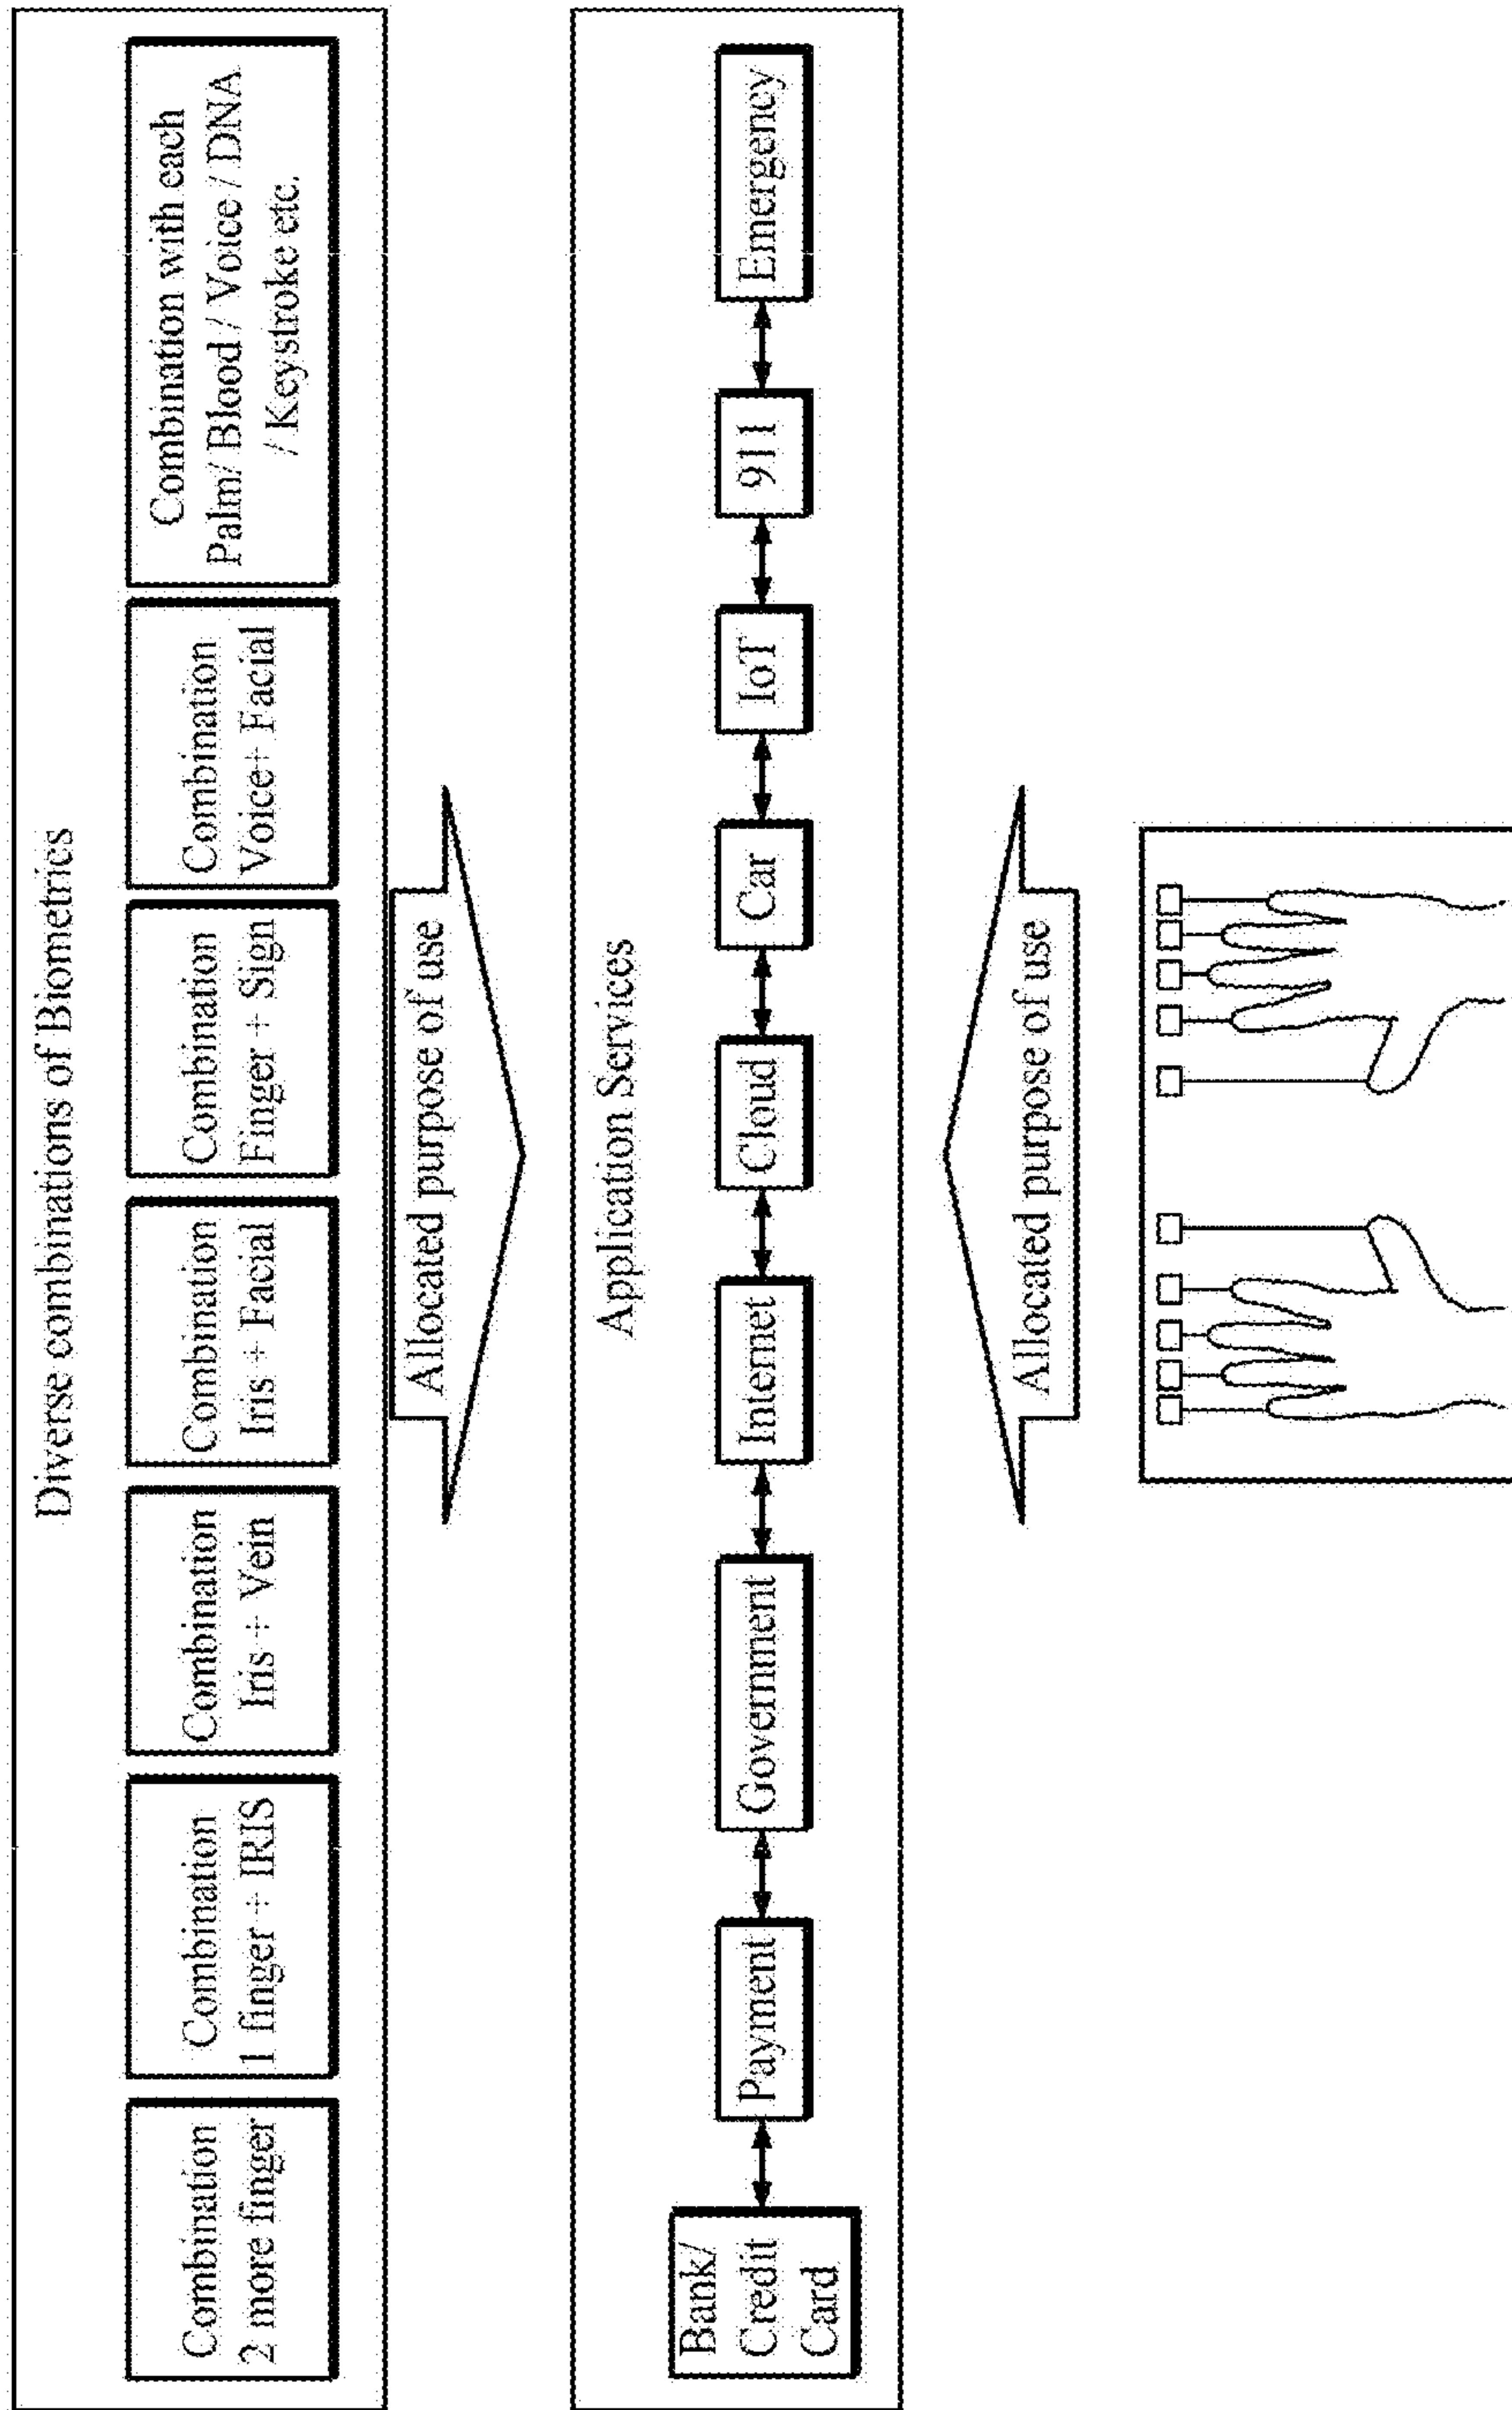 Diverse combinations of Biometrics
Combination
2 more finger
Combination
1 finger + IRIS
Combination
Iris + Vein
Combination
Iris + Facial
Combination
Finger + Sign
Combination
Voice+ Facial
Combination with each
Palm/ Blood / Voice / DNA
/ Keystroke etc.
Allocated purpose of use
Application Services
Bank/
Credit
Card
Payment
Government
Internet
Cloud
Car
IoT
911
Emergency
Allocated purpose of use